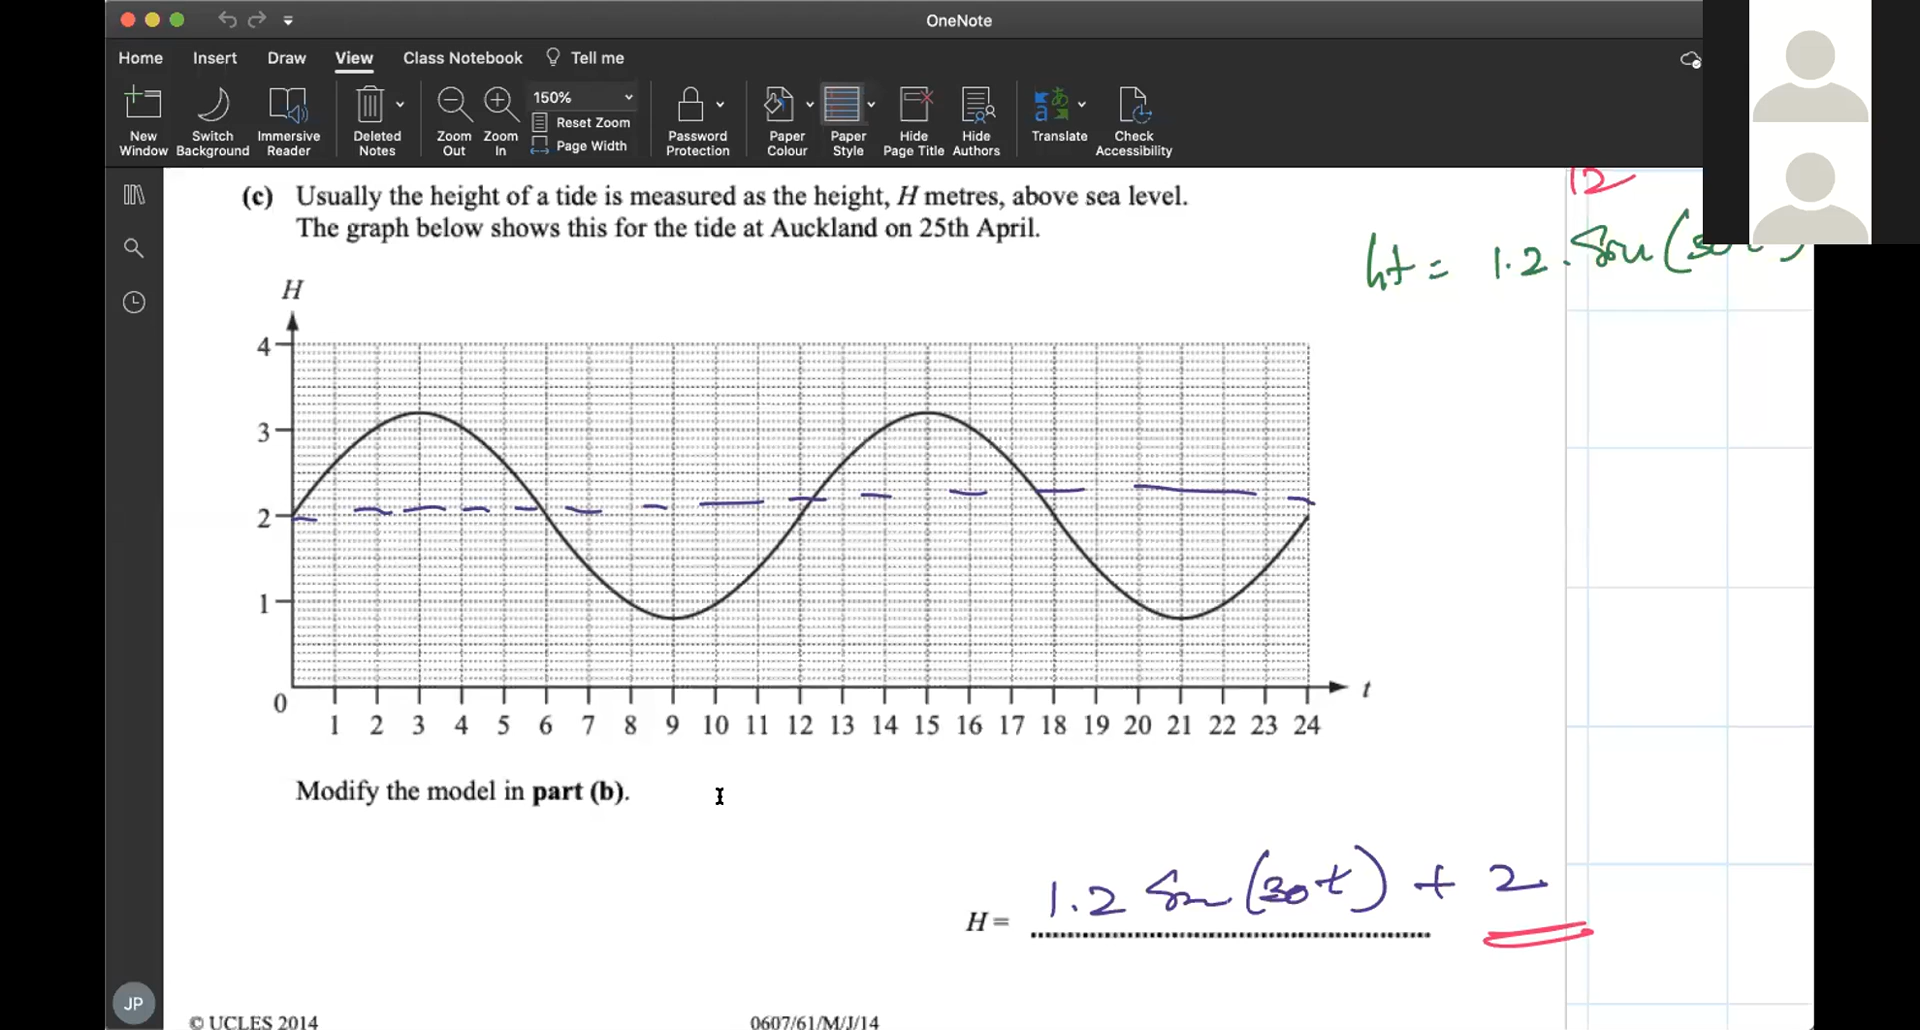 OneNote
Home Insert Draw View Class Notebook Tell me
New Window
Switch Background
Immersive Reader
Deleted Notes
Zoom Out
Zoom In
150%
Reset Zoom
Page Width
Password Protection
Paper Colour
Paper Style
Hide Page Title
Hide Authors
Translate
Check Accessibility
12
(c) Usually the height of a tide is measured as the height, H metres, above sea level.
The graph below shows this for the tide at Auckland on 25th April.
ht = 1.2 . Sin (30t)
H
4
3
2
1
0
1 2 3 4 5 6 7 8 9 10 11 12 13 14 15 16 17 18 19 20 21 22 23 24
t
Modify the model in part (b).
H = 1.2 Sin (30t) + 2
JP
© UCLES 2014 0607/61/M/J/14